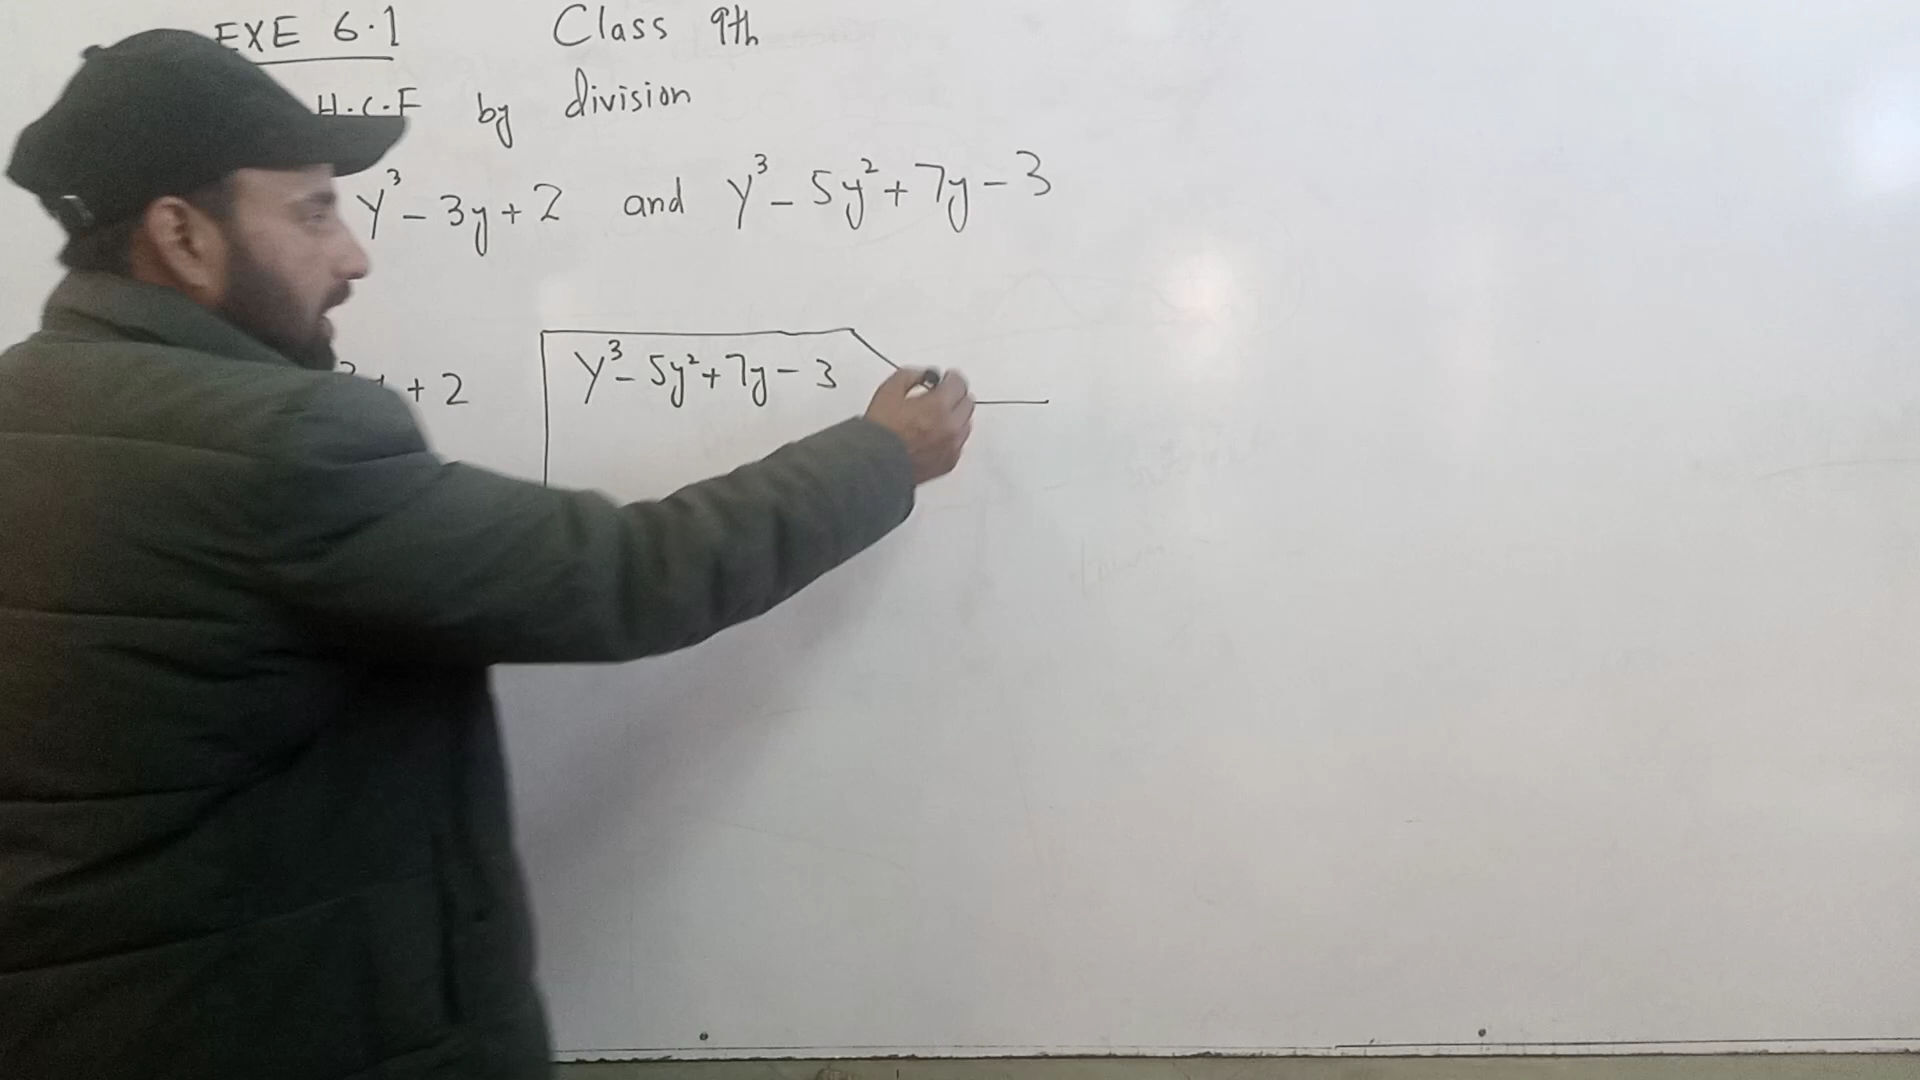 EXE 6.1 Class 9th
H.C.F by division
y³ - 3y + 2 and y³ - 5y² + 7y - 3
+ 2 y³ - 5y² + 7y - 3